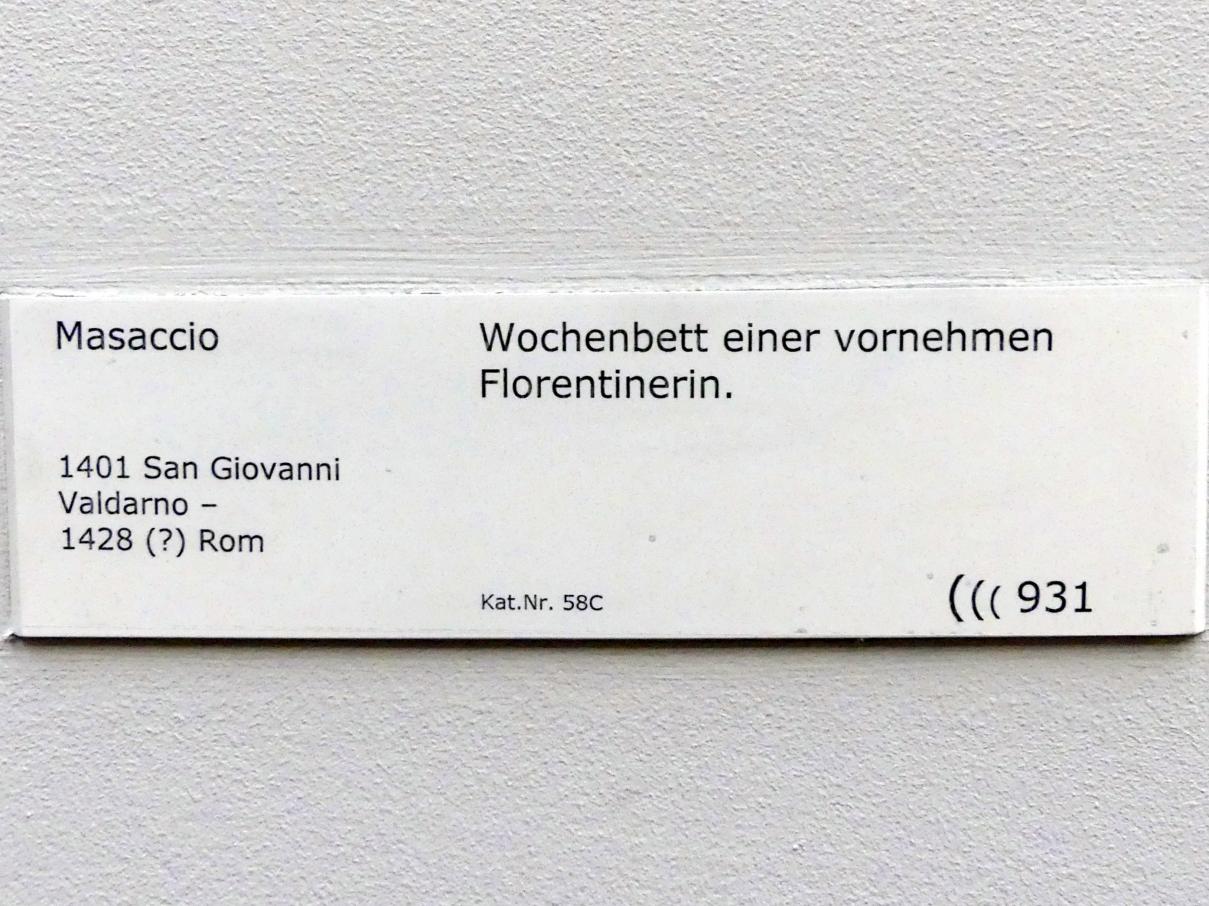 Masaccio
Wochenbett einer vornehmen
Florentinerin.
1401 San Giovanni
Valdarno –
1428 (?) Rom
Kat.Nr. 58C
((( 931